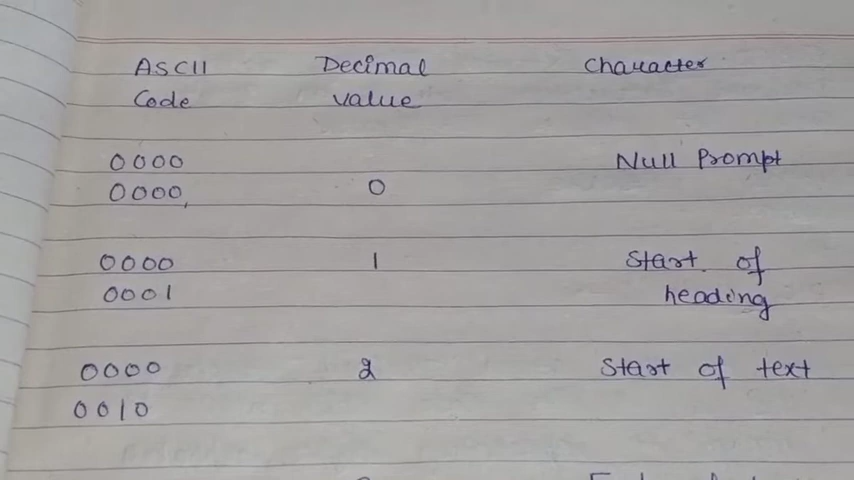 ASCII Decimal Character
Code value
0000 Null Prompt
0000, 0
0000 1 Start of
0001 heading
0000 2 Start of text
0010